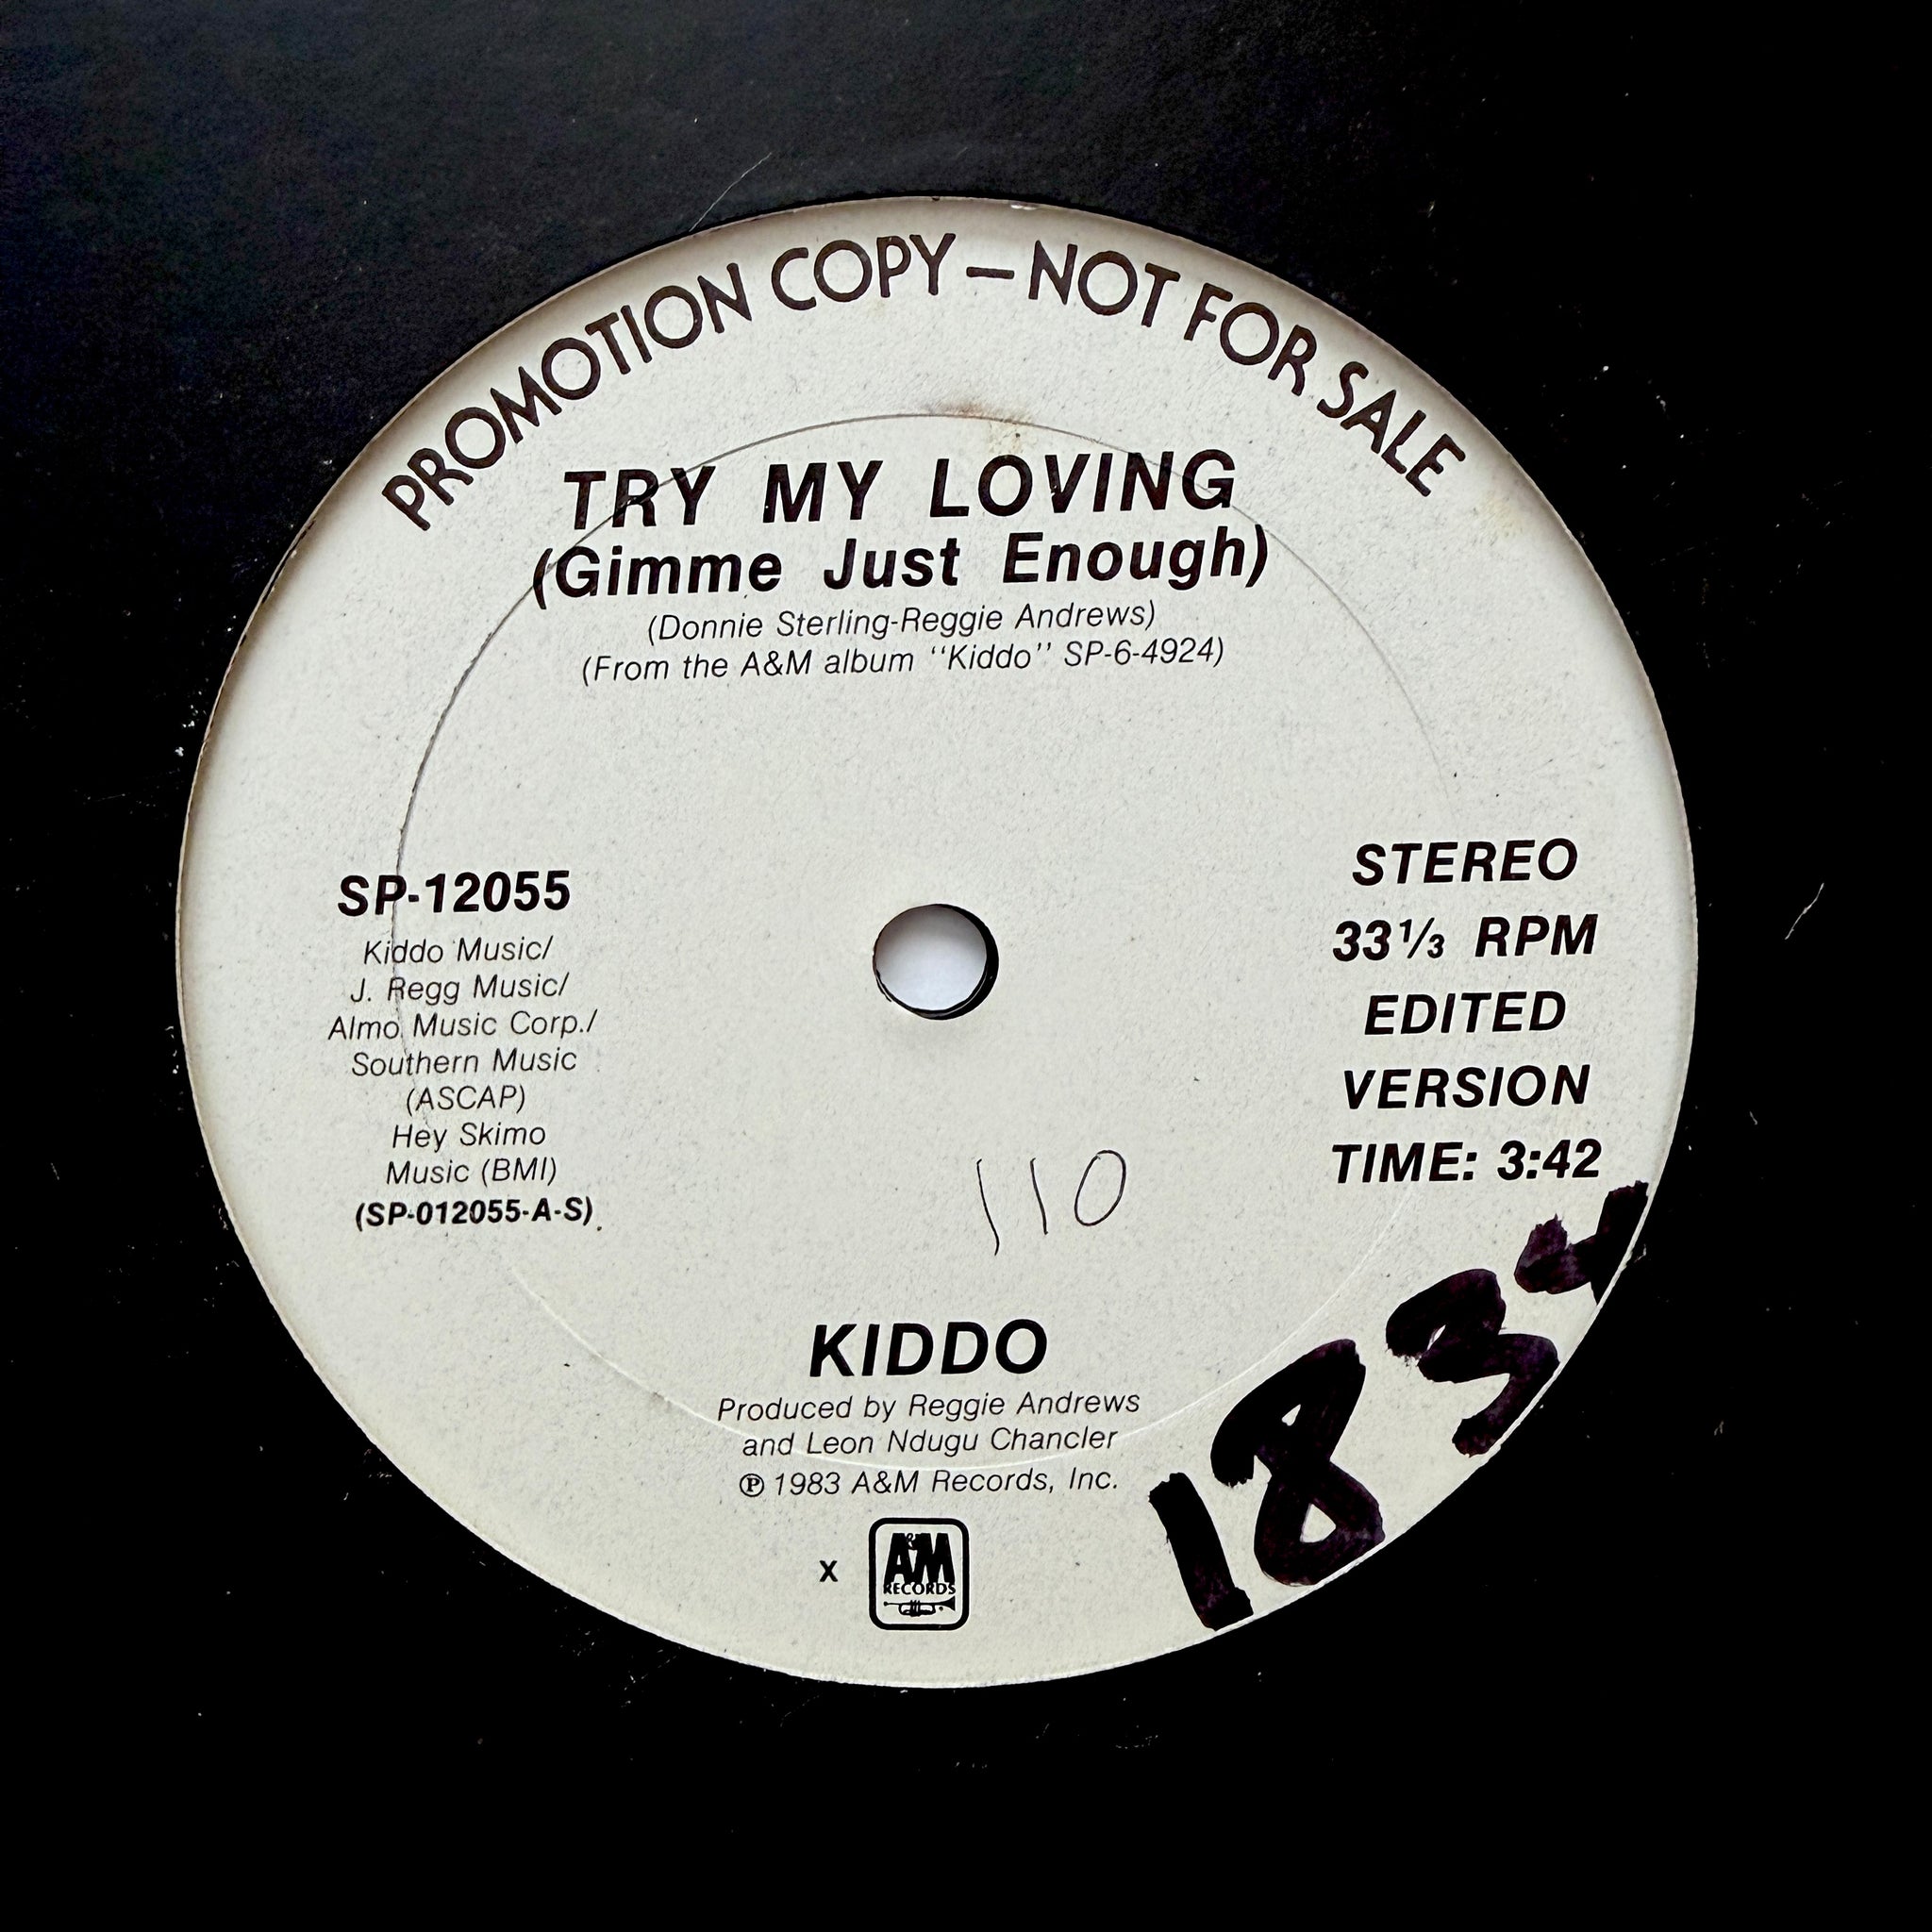 PROMOTION COPY — NOT FOR SALE
TRY MY LOVING
(Gimme Just Enough)
(Donnie Sterling-Reggie Andrews)
(From the A&M album "Kiddo" SP-6-4924)
SP-12055
Kiddo Music/
J. Regg Music/
Almo Music Corp./
Southern Music
(ASCAP)
Hey Skimo
Music (BMI)
(SP-012055-A-S)
STEREO
33⅓ RPM
EDITED
VERSION
TIME: 3:42
110
KIDDO
Produced by Reggie Andrews
and Leon Ndugu Chancler
Ⓟ 1983 A&M Records, Inc.
x
A&M
RECORDS